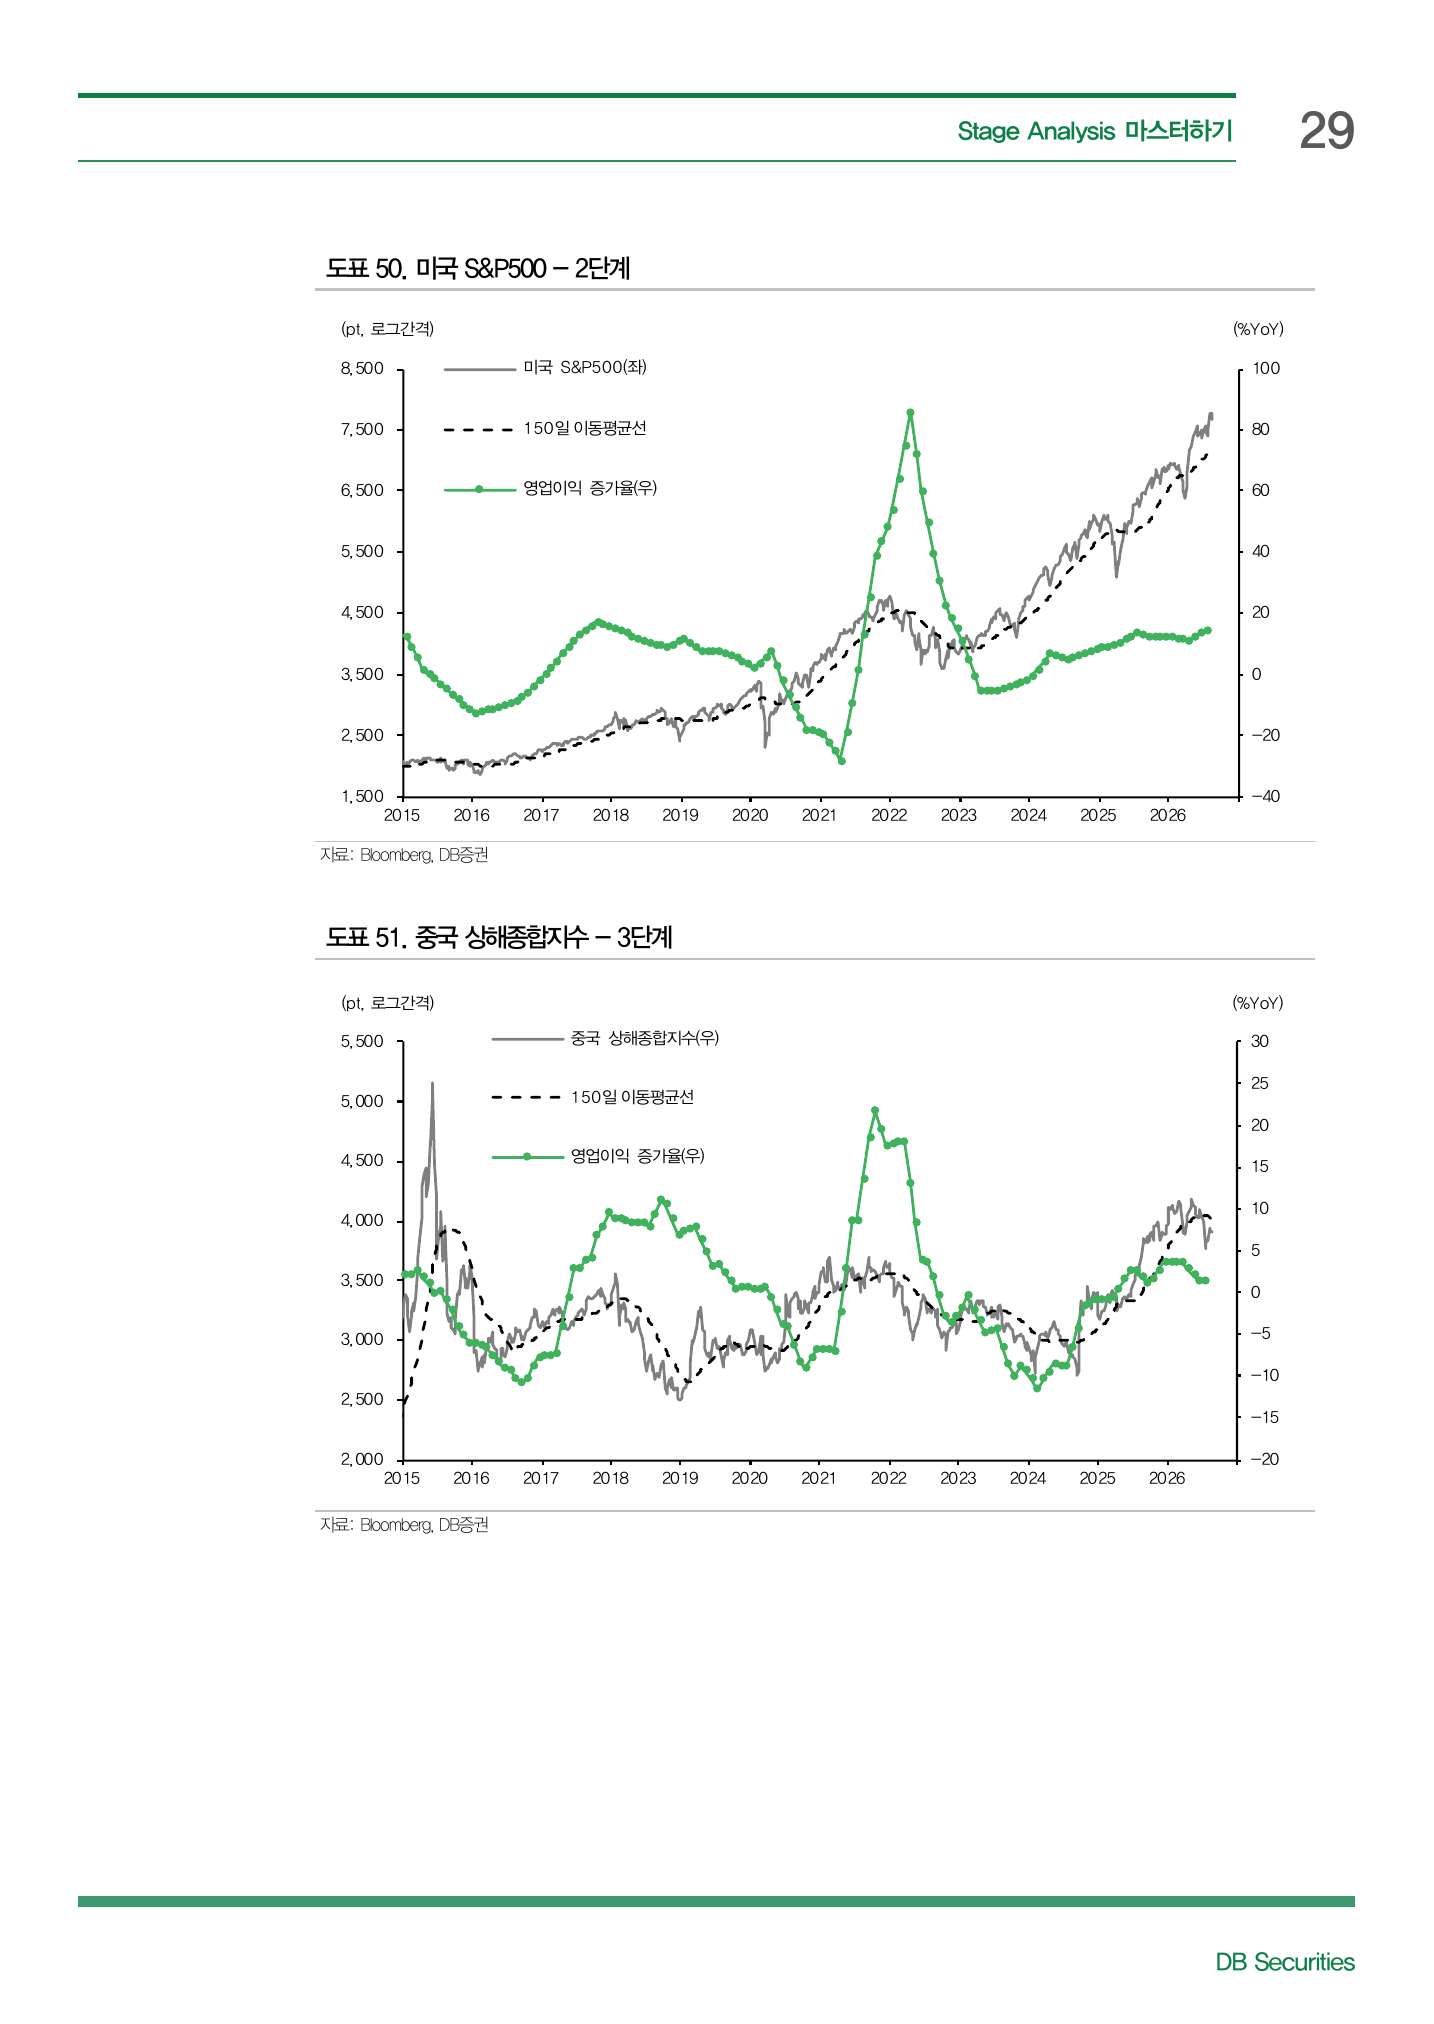 Stage Analysis 마스터하기
29
도표 50. 미국 S&P500 – 2단계
(pt, 로그간격) (%YoY)
미국 S&P500(좌)
150일 이동평균선
영업이익 증가율(우)
8,500 100
7,500 80
6,500 60
5,500 40
4,500 20
3,500 0
2,500 -20
1,500 -40
2015 2016 2017 2018 2019 2020 2021 2022 2023 2024 2025 2026
자료: Bloomberg, DB증권
도표 51. 중국 상해종합지수 – 3단계
(pt, 로그간격) (%YoY)
중국 상해종합지수(우)
150일 이동평균선
영업이익 증가율(우)
5,500
5,000
4,500
4,000
3,500
3,000
2,500
2,000
30
25
20
15
10
5
0
-5
-10
-15
-20
2015 2016 2017 2018 2019 2020 2021 2022 2023 2024 2025 2026
자료: Bloomberg, DB증권
DB Securities